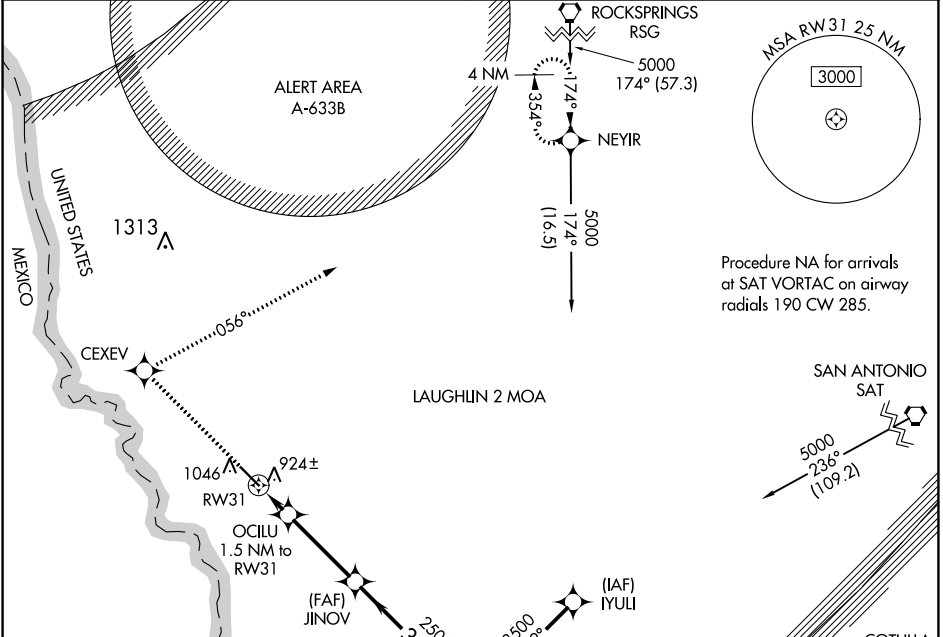 ROCKSPRINGS
RSG
5000
174° (57.3)
4 NM
174°
354°
NEYIR
5000
174°
(16.5)
MSA RW31 25 NM
3000
ALERT AREA
A-633B
UNITED STATES
MEXICO
1313
Procedure NA for arrivals
at SAT VORTAC on airway
radials 190 CW 285.
056°
CEXEV
LAUGHLIN 2 MOA
SAN ANTONIO
SAT
5000
236°
(109.2)
1046
924±
RW31
OCILU
1.5 NM to
RW31
(FAF)
JINOV
(IAF)
IYULI